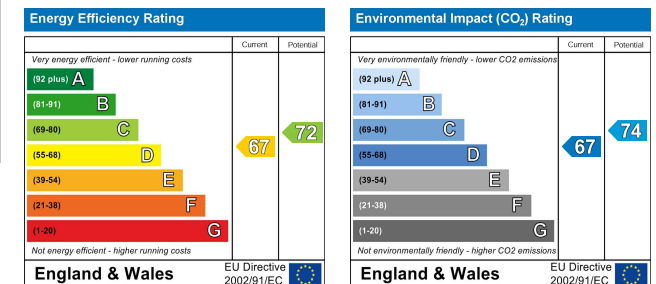 Energy Efficiency Rating
Current Potential
Very energy efficient - lower running costs
(92 plus) A
(81-91) B
(69-80) C
72
(55-68) D
67
(39-54) E
(21-38) F
(1-20) G
Not energy efficient - higher running costs
England & Wales
EU Directive
2002/91/EC
Environmental Impact (CO₂) Rating
Current Potential
Very environmentally friendly - lower CO2 emissions
(92 plus) A
(81-91) B
(69-80) C
74
(55-68) D
67
(39-54) E
(21-38) F
(1-20) G
Not environmentally friendly - higher CO2 emissions
England & Wales
EU Directive
2002/91/EC